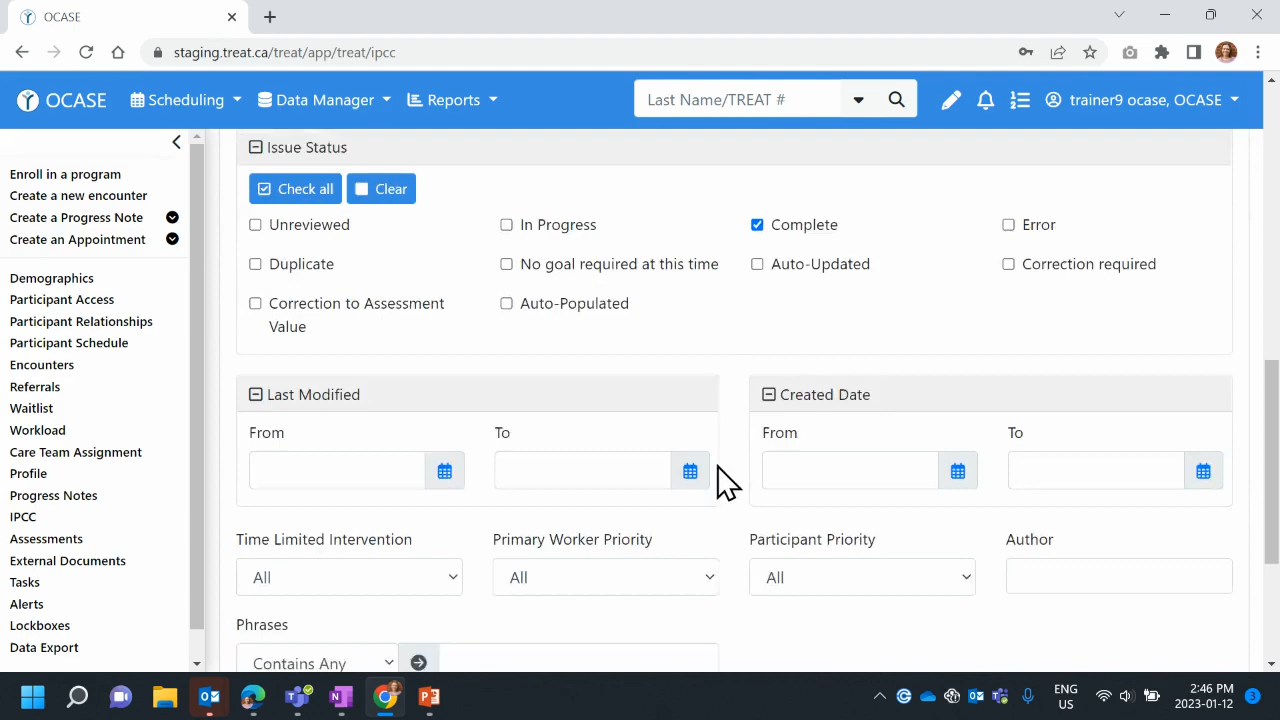 OCASE
staging.treat.ca/treat/app/treat/ipcc
OCASE Scheduling Data Manager Reports Last Name/TREAT # trainer9 ocase, OCASE
Enroll in a program
Create a new encounter
Create a Progress Note
Create an Appointment
Demographics
Participant Access
Participant Relationships
Participant Schedule
Encounters
Referrals
Waitlist
Workload
Care Team Assignment
Profile
Progress Notes
IPCC
Assessments
External Documents
Tasks
Alerts
Lockboxes
Data Export
Issue Status
Check all Clear
Unreviewed In Progress Complete Error
Duplicate No goal required at this time Auto-Updated Correction required
Correction to Assessment Value Auto-Populated
Last Modified Created Date
From To From To
Time Limited Intervention Primary Worker Priority Participant Priority Author
All All All
Phrases
Contains Any
ENG
US
2:46 PM
2023-01-12
3